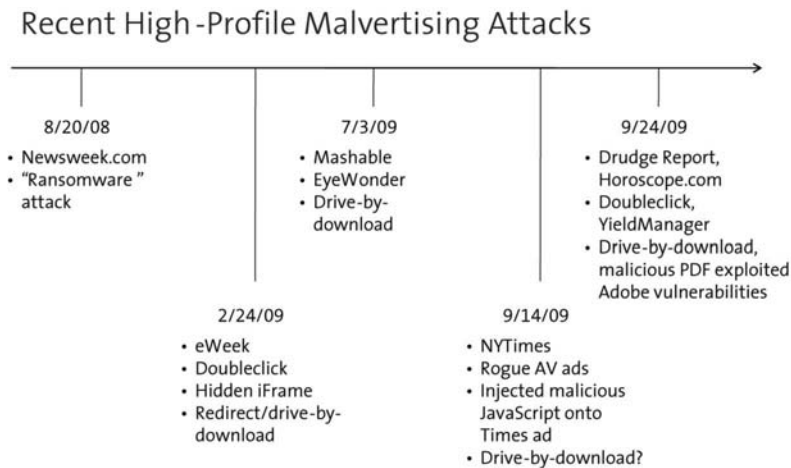 Recent High-Profile Malvertising Attacks
8/20/08
• Newsweek.com
• “Ransomware ”
attack
2/24/09
• eWeek
• Doubleclick
• Hidden iFrame
• Redirect/drive-by-
download
7/3/09
• Mashable
• EyeWonder
• Drive-by-
download
9/14/09
• NYTimes
• Rogue AV ads
• Injected malicious
JavaScript onto
Times ad
• Drive-by-download?
9/24/09
• Drudge Report,
Horoscope.com
• Doubleclick,
YieldManager
• Drive-by-download,
malicious PDF exploited
Adobe vulnerabilities